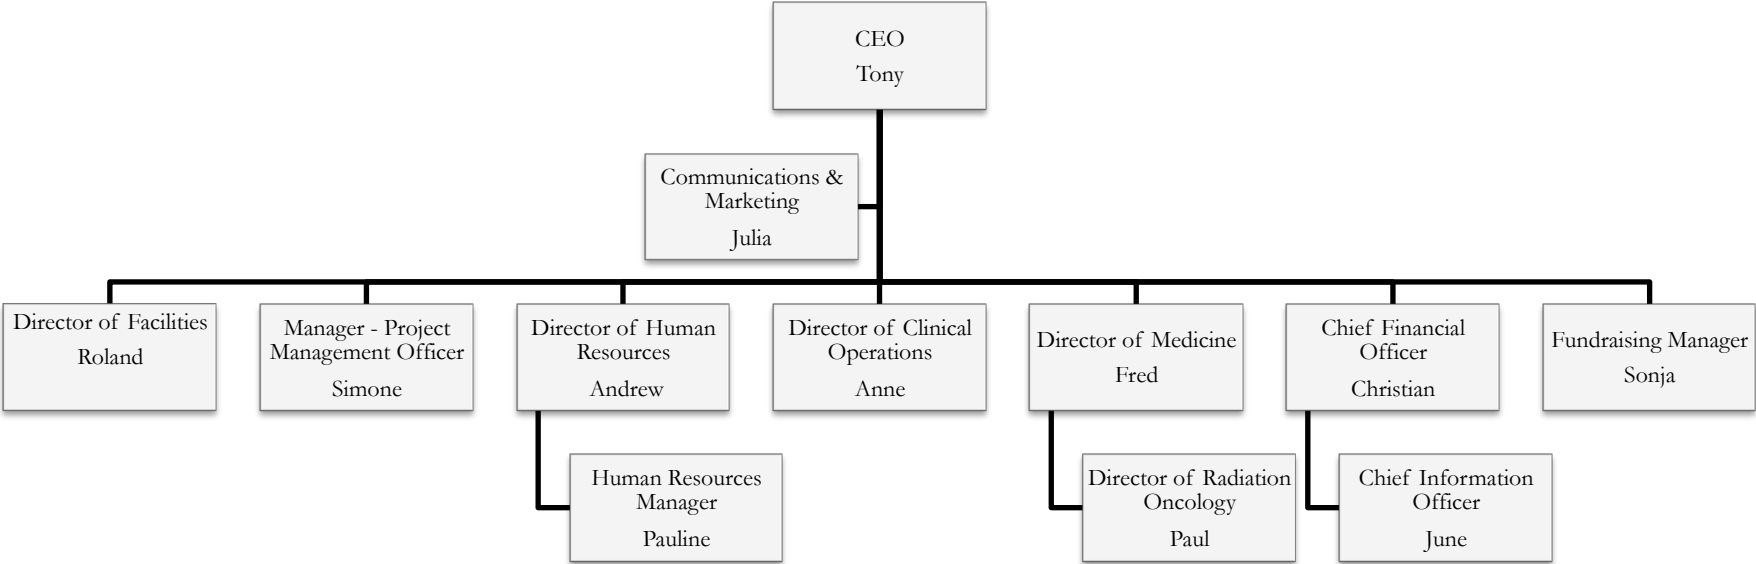 CEO
Tony
Communications &
Marketing
Julia
Director of Facilities
Roland
Manager - Project
Management Officer
Simone
Director of Human
Resources
Andrew
Director of Clinical
Operations
Anne
Director of Medicine
Fred
Chief Financial
Officer
Christian
Fundraising Manager
Sonja
Human Resources
Manager
Pauline
Director of Radiation
Oncology
Paul
Chief Information
Officer
June